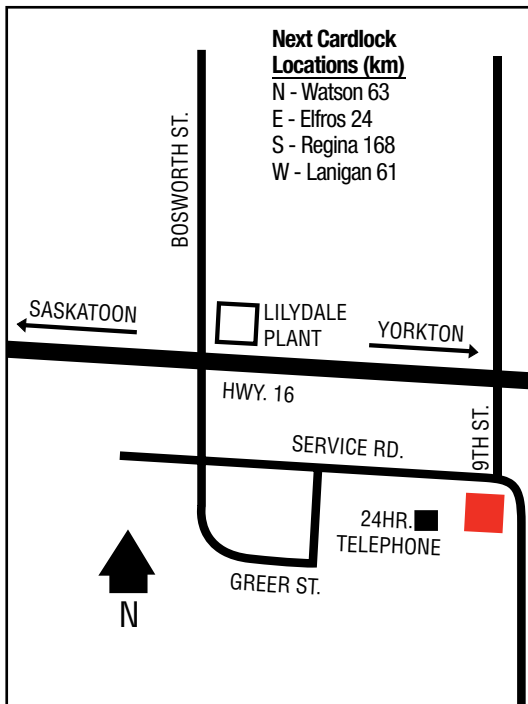 Next Cardlock
Locations (km)
N - Watson 63
E - Elfros 24
S - Regina 168
W - Lanigan 61
BOSWORTH ST.
SASKATOON
LILYDALE
PLANT
YORKTON
HWY. 16
9TH ST.
SERVICE RD.
24HR.
TELEPHONE
GREER ST.
N